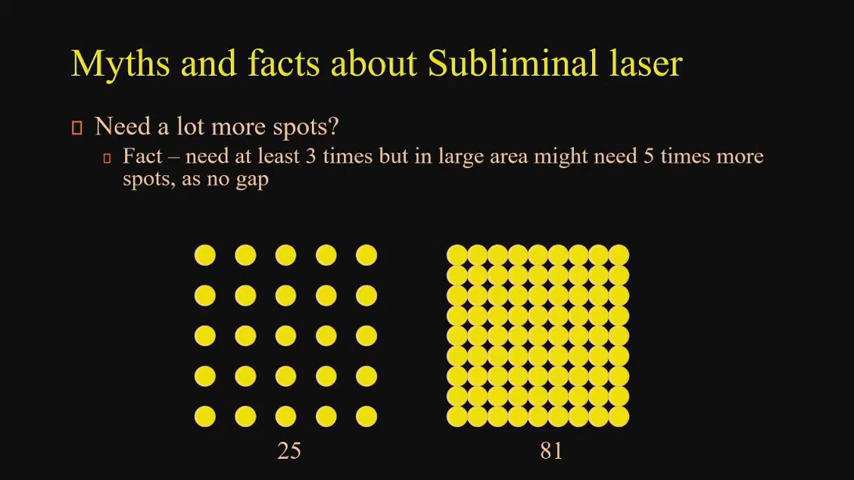 Myths and facts about Subliminal laser
Need a lot more spots?
Fact – need at least 3 times but in large area might need 5 times more
spots, as no gap
25
81